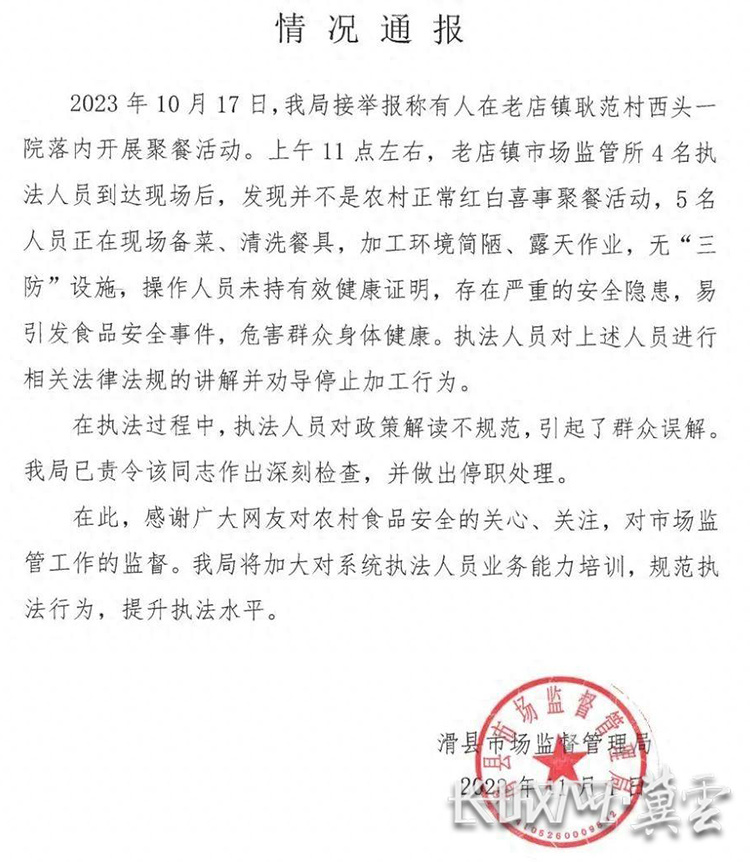 情况通报
2023年10月17日,我局接举报称有人在老店镇耿范村西头一
院落内开展聚餐活动。上午11点左右，老店镇市场监管所4名执
法人员到达现场后，发现并不是农村正常红白喜事聚餐活动，5名
人员正在现场备菜、清洗餐具，加工环境简陋、露天作业，无“三
防”设施，操作人员未持有效健康证明，存在严重的安全隐患，易
引发食品安全事件，危害群众身体健康。执法人员对上述人员进行
相关法律法规的讲解并劝导停止加工行为。
在执法过程中,执法人员对政策解读不规范,引起了群众误解。
我局已责令该同志作出深刻检查，并做出停职处理。
在此，感谢广大网友对农村食品安全的关心、关注，对市场监
管工作的监督。我局将加大对系统执法人员业务能力培训，规范执
法行为，提升执法水平。
滑县市场监督管理局
2023年11月1日
滑县市场监督管理局
冀雲